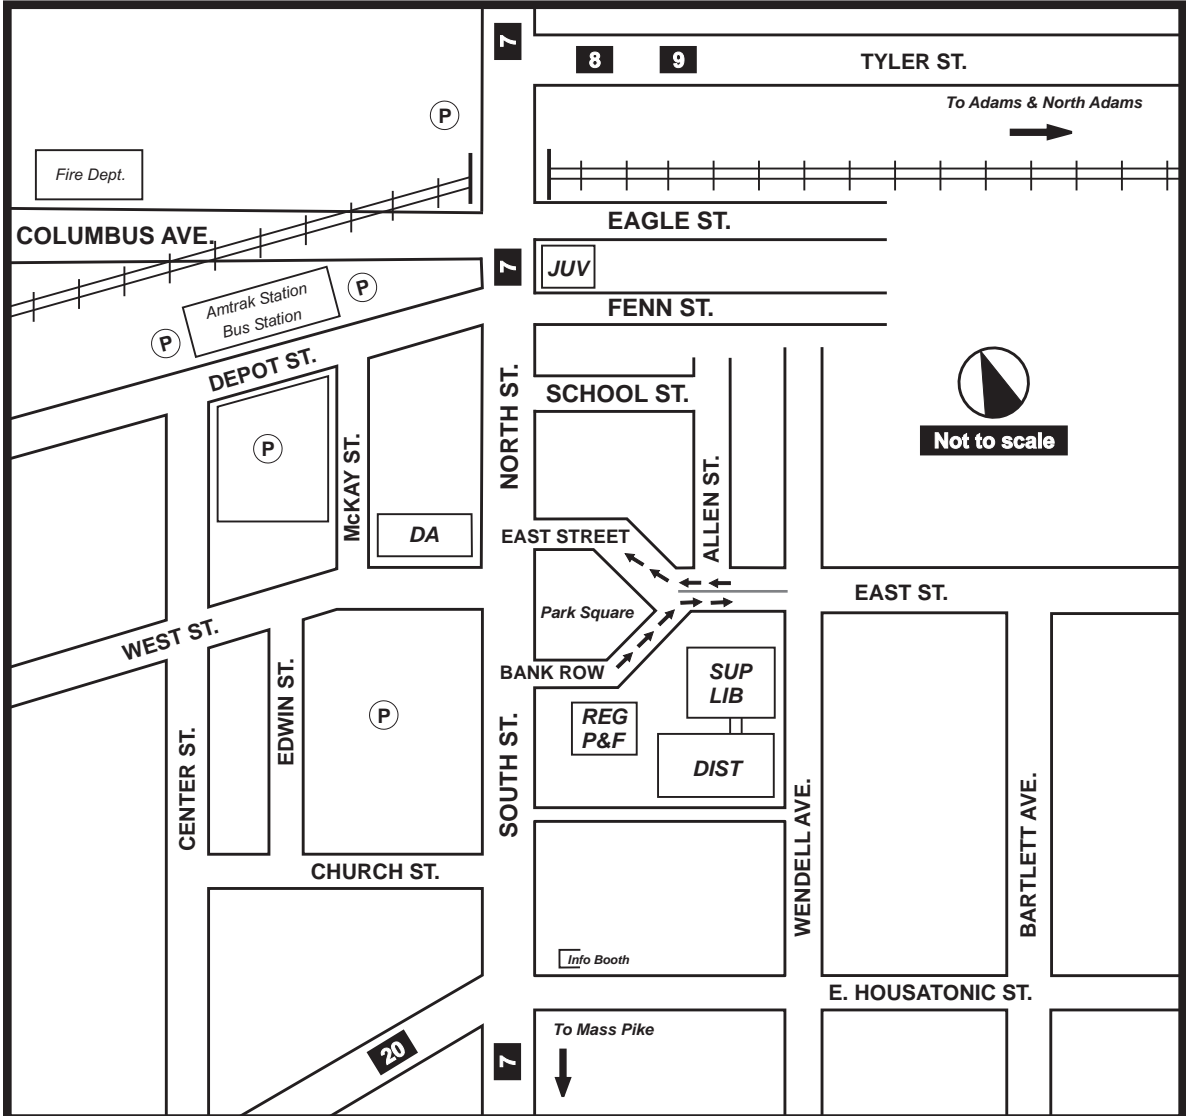 7
8
9
TYLER ST.
To Adams & North Adams
P
Fire Dept.
COLUMBUS AVE.
EAGLE ST.
7
JUV
Amtrak Station
Bus Station
P
P
FENN ST.
DEPOT ST.
SCHOOL ST.
NORTH ST.
Not to scale
P
McKAY ST.
ALLEN ST.
DA
EAST STREET
EAST ST.
Park Square
WEST ST.
BANK ROW
SUP
LIB
EDWIN ST.
P
REG
P&F
DIST
CENTER ST.
SOUTH ST.
WENDELL AVE.
BARTLETT AVE.
CHURCH ST.
Info Booth
E. HOUSATONIC ST.
To Mass Pike
20
7